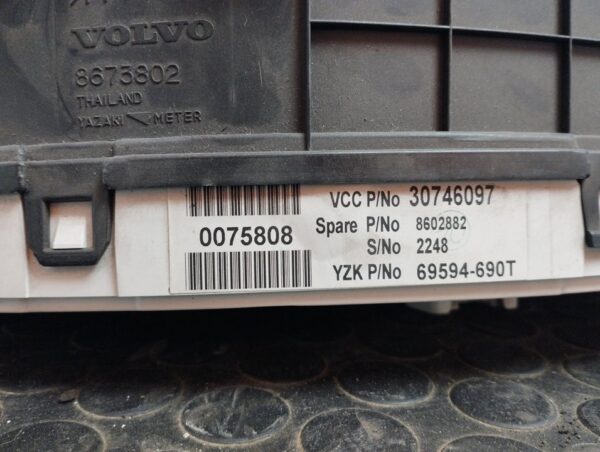 VOLVO
8673802
THAILAND
YAZAKI METER
0075808
VCC P/No 30746097
Spare P/No 8602882
S/No 2248
YZK P/No 69594-690T